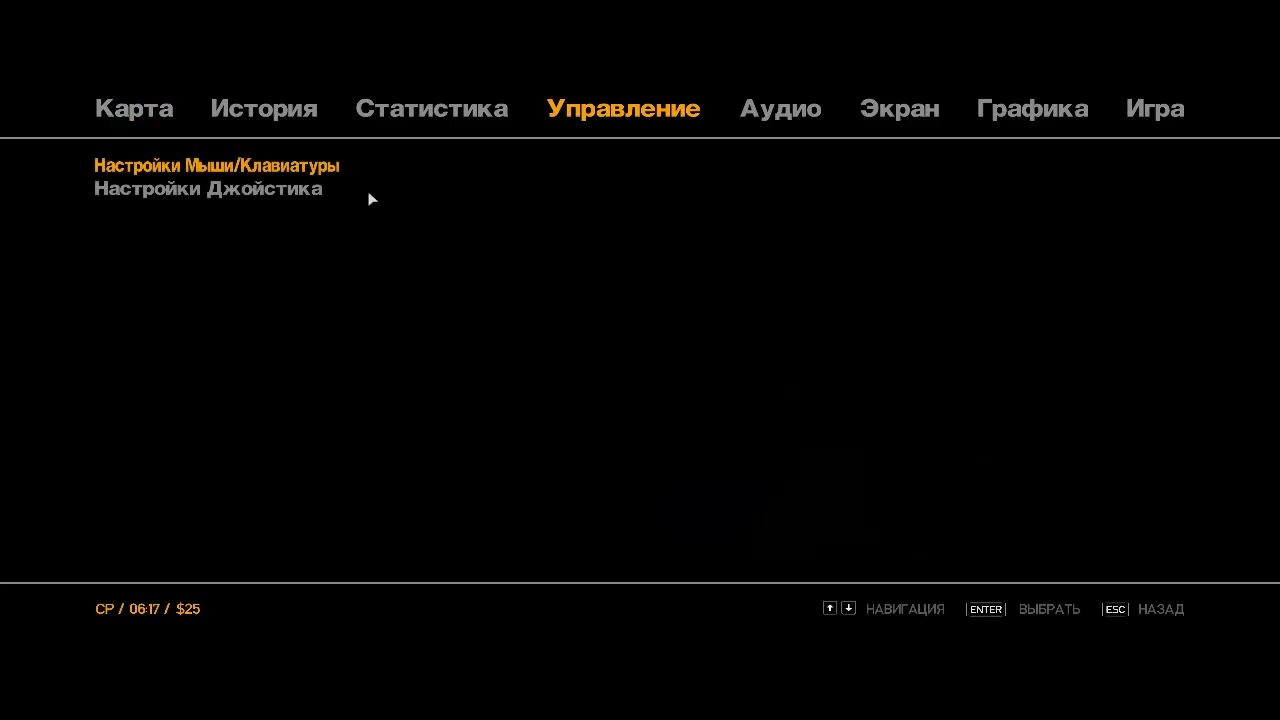 Карта История Статистика Управление Аудио Экран Графика Игра
Настройки Мыши/Клавиатуры
Настройки Джойстика
СР / 06:17 / $25 НАВИГАЦИЯ ENTER ВЫБРАТЬ ESC НАЗАД